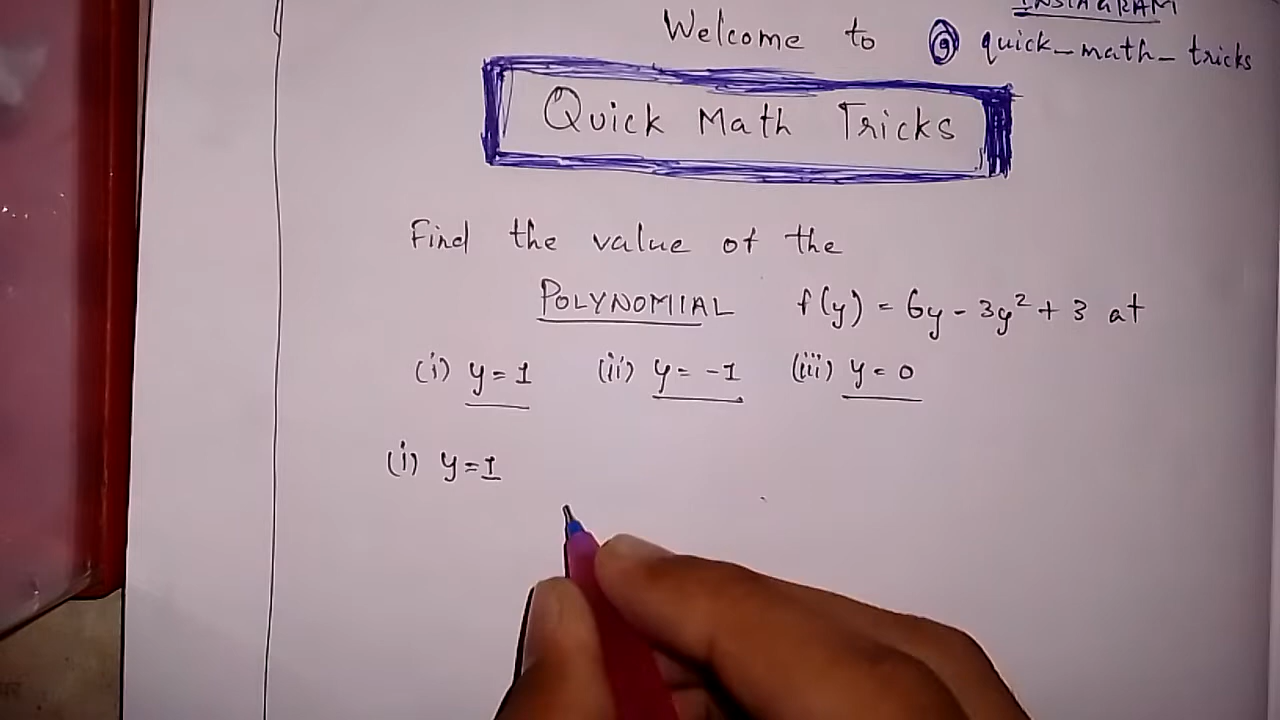 INSTAGRAM
Welcome to @ quick_math_tricks
Quick Math Tricks
Find the value of the
POLYNOMIAL f(y) = 6y - 3y² + 3 at
(i) y = 1 (ii) y = -1 (iii) y = 0
(i) y = 1